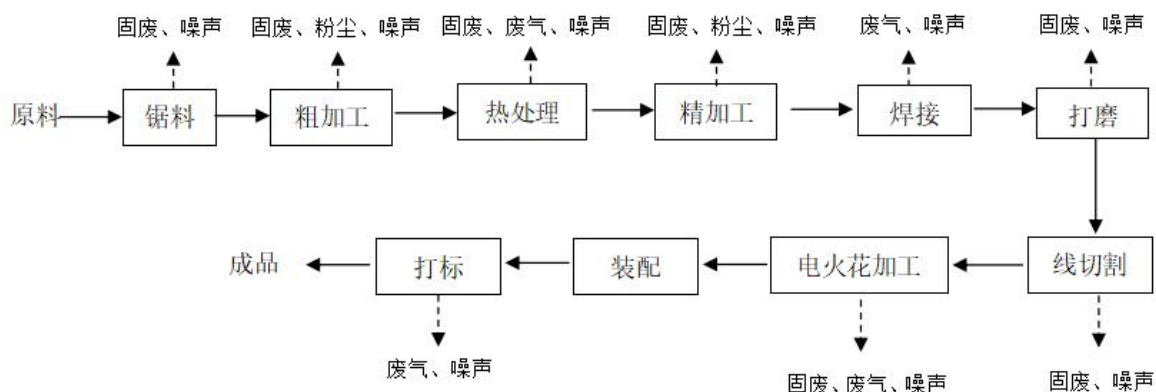 固废、噪声
固废、粉尘、噪声
固废、废气、噪声
固废、粉尘、噪声
废气、噪声
固废、噪声
原料
锯料
粗加工
热处理
精加工
焊接
打磨
成品
打标
装配
电火花加工
线切割
废气、噪声
固废、废气、噪声
固废、噪声